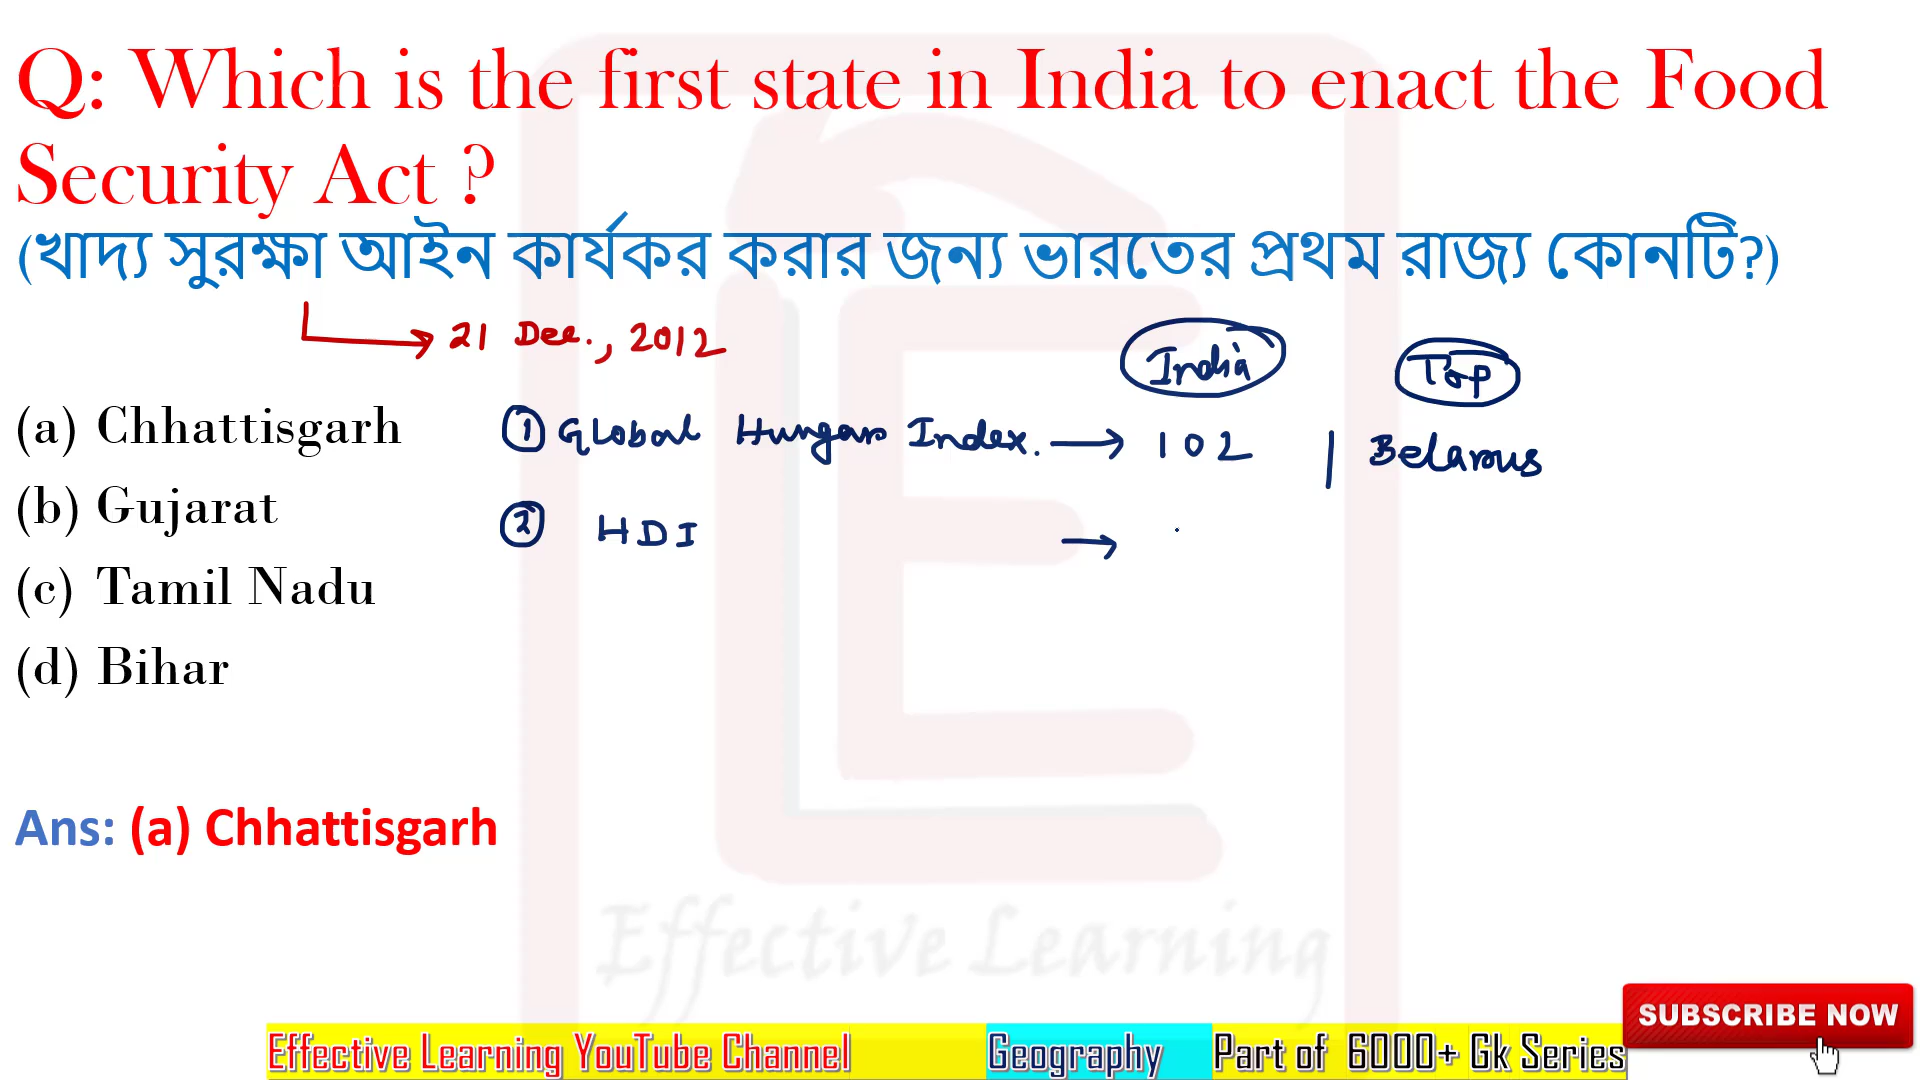 Q: Which is the first state in India to enact the Food
Security Act ?
(খাদ্য সুরক্ষা আইন কার্যকর করার জন্য ভারতের প্রথম রাজ্য কোনটি?)
21 Dec., 2012
India
Top
(a) Chhattisgarh
① Global Hungar Index. → 102 | Belarus
(b) Gujarat
② HDI →
(c) Tamil Nadu
(d) Bihar
Ans: (a) Chhattisgarh
Effective Learning
SUBSCRIBE NOW
Effective Learning YouTube Channel Geography Part of 6000+ Gk Series